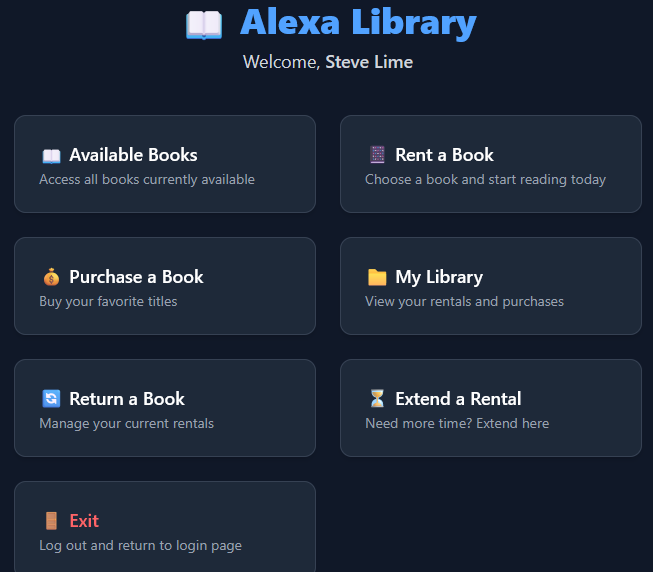 Alexa Library
Welcome, Steve Lime
Available Books
Access all books currently available
Rent a Book
Choose a book and start reading today
Purchase a Book
Buy your favorite titles
My Library
View your rentals and purchases
Return a Book
Manage your current rentals
Extend a Rental
Need more time? Extend here
Exit
Log out and return to login page